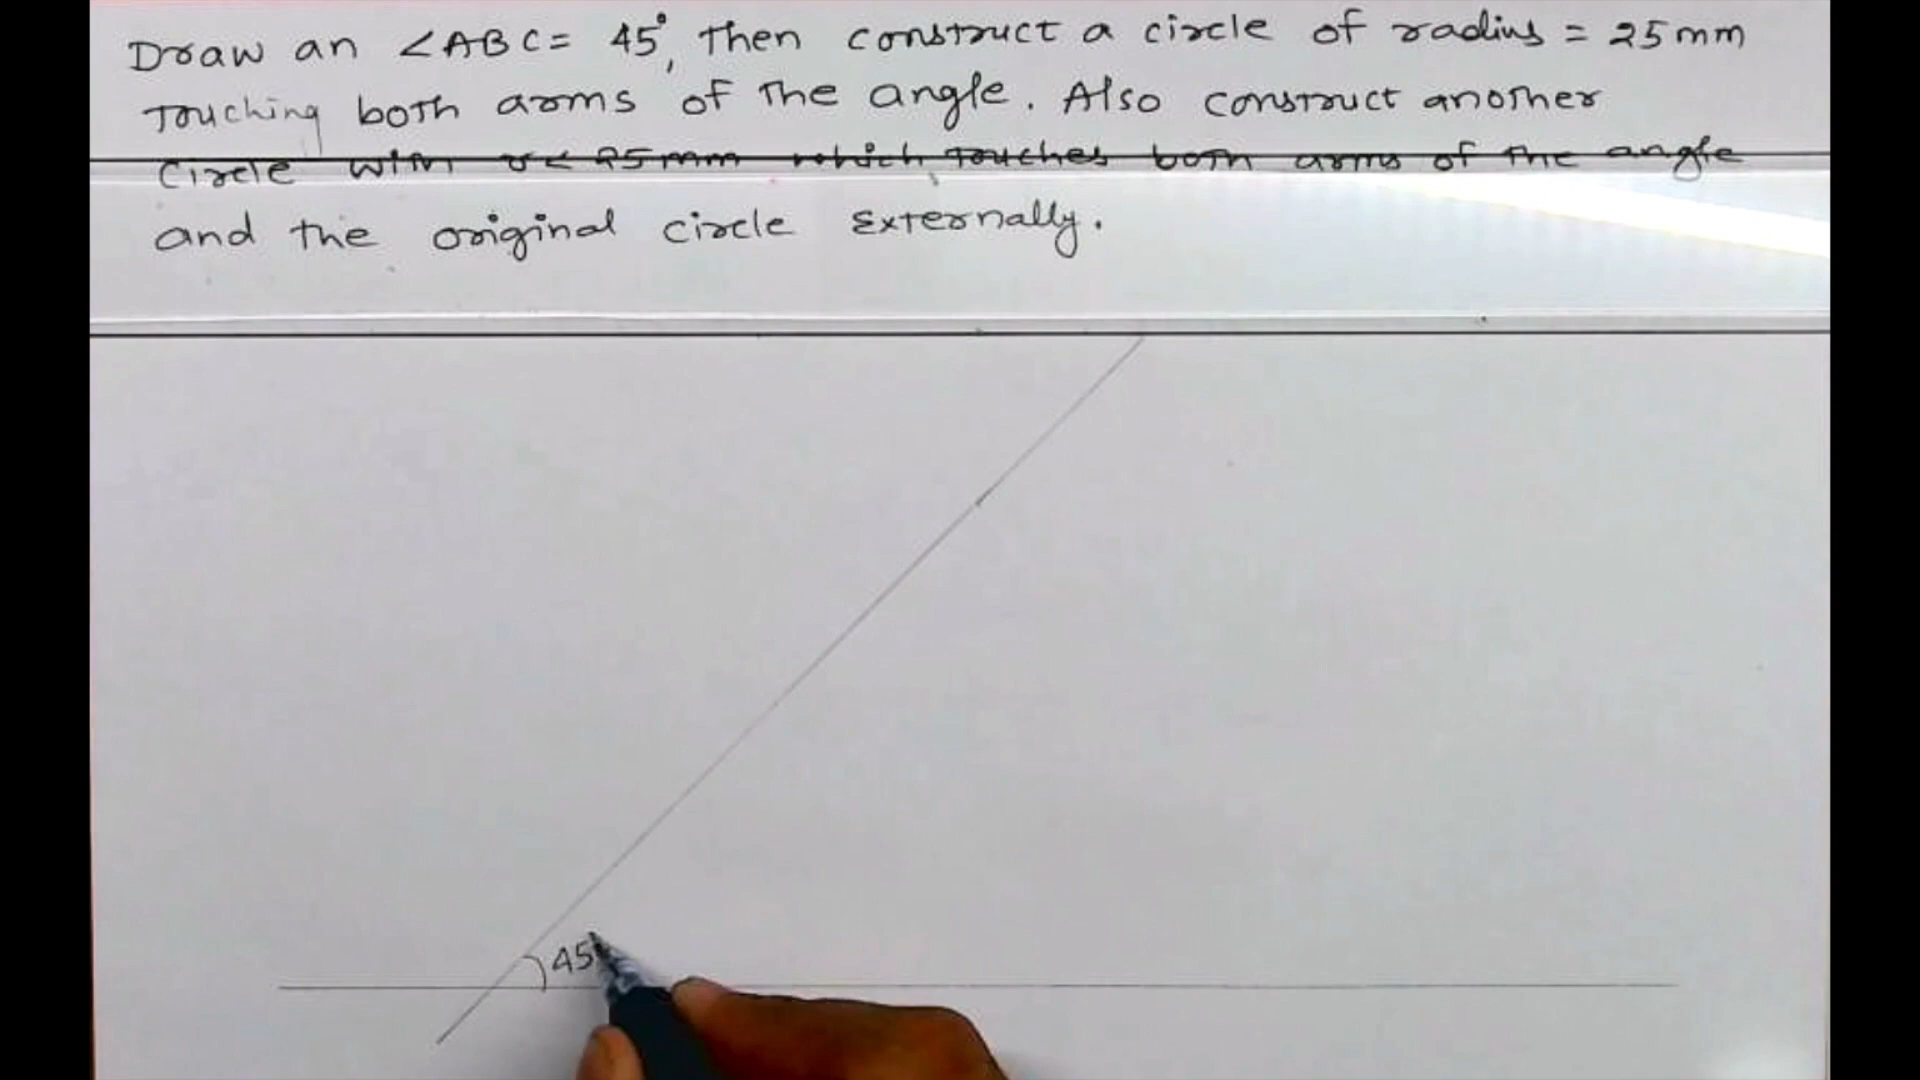 Draw an ∠ABC = 45°, Then construct a circle of radius = 25mm
Touching both arms of The angle. Also construct another
Circle with r < 25mm which touches both arms of the angle
and the original circle Externally.
45